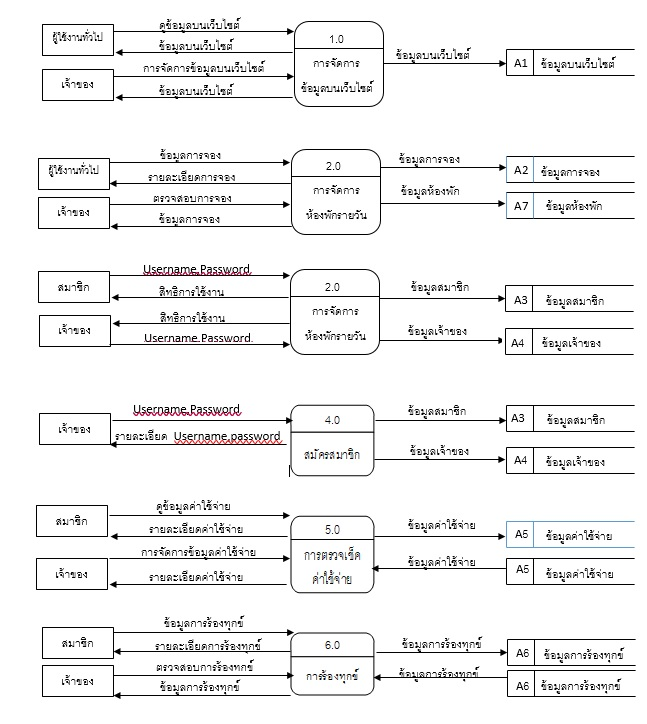 ดูข้อมูลบนเว็บไซต์
ผู้ใช้งานทั่วไป
ข้อมูลบนเว็บไซต์
การจัดการข้อมูลบนเว็บไซต์
เจ้าของ
ข้อมูลบนเว็บไซต์
1.0
การจัดการ
ข้อมูลบนเว็บไซต์
ข้อมูลบนเว็บไซต์
A1 ข้อมูลบนเว็บไซต์
ข้อมูลการจอง
ผู้ใช้งานทั่วไป
รายละเอียดการจอง
ตรวจสอบการจอง
เจ้าของ
ข้อมูลการจอง
2.0
การจัดการ
ห้องพักรายวัน
ข้อมูลการจอง
A2 ข้อมูลการจอง
ข้อมูลห้องพัก
A7 ข้อมูลห้องพัก
Username,Password
สมาชิก
สิทธิการใช้งาน
สิทธิการใช้งาน
เจ้าของ
Username,Password.
2.0
การจัดการ
ห้องพักรายวัน
ข้อมูลสมาชิก
A3 ข้อมูลสมาชิก
ข้อมูลเจ้าของ
A4 ข้อมูลเจ้าของ
Username,Password
เจ้าของ
รายละเอียด Username,password
4.0
สมัครสมาชิก
ข้อมูลสมาชิก
A3 ข้อมูลสมาชิก
ข้อมูลเจ้าของ
A4 ข้อมูลเจ้าของ
ดูข้อมูลค่าใช้จ่าย
สมาชิก
รายละเอียดค่าใช้จ่าย
การจัดการข้อมูลค่าใช้จ่าย
เจ้าของ
รายละเอียดค่าใช้จ่าย
5.0
การตรวจเช็ค
ค่าใช้จ่าย
ข้อมูลค่าใช้จ่าย
A5 ข้อมูลค่าใช้จ่าย
ข้อมูลค่าใช้จ่าย
A5 ข้อมูลค่าใช้จ่าย
ข้อมูลการร้องทุกข์
สมาชิก
รายละเอียดการร้องทุกข์
ตรวจสอบการร้องทุกข์
เจ้าของ
ข้อมูลการร้องทุกข์
6.0
การร้องทุกข์
ข้อมูลการร้องทุกข์
A6 ข้อมูลการร้องทุกข์
ข้อมูลการร้องทุกข์
A6 ข้อมูลการร้องทุกข์